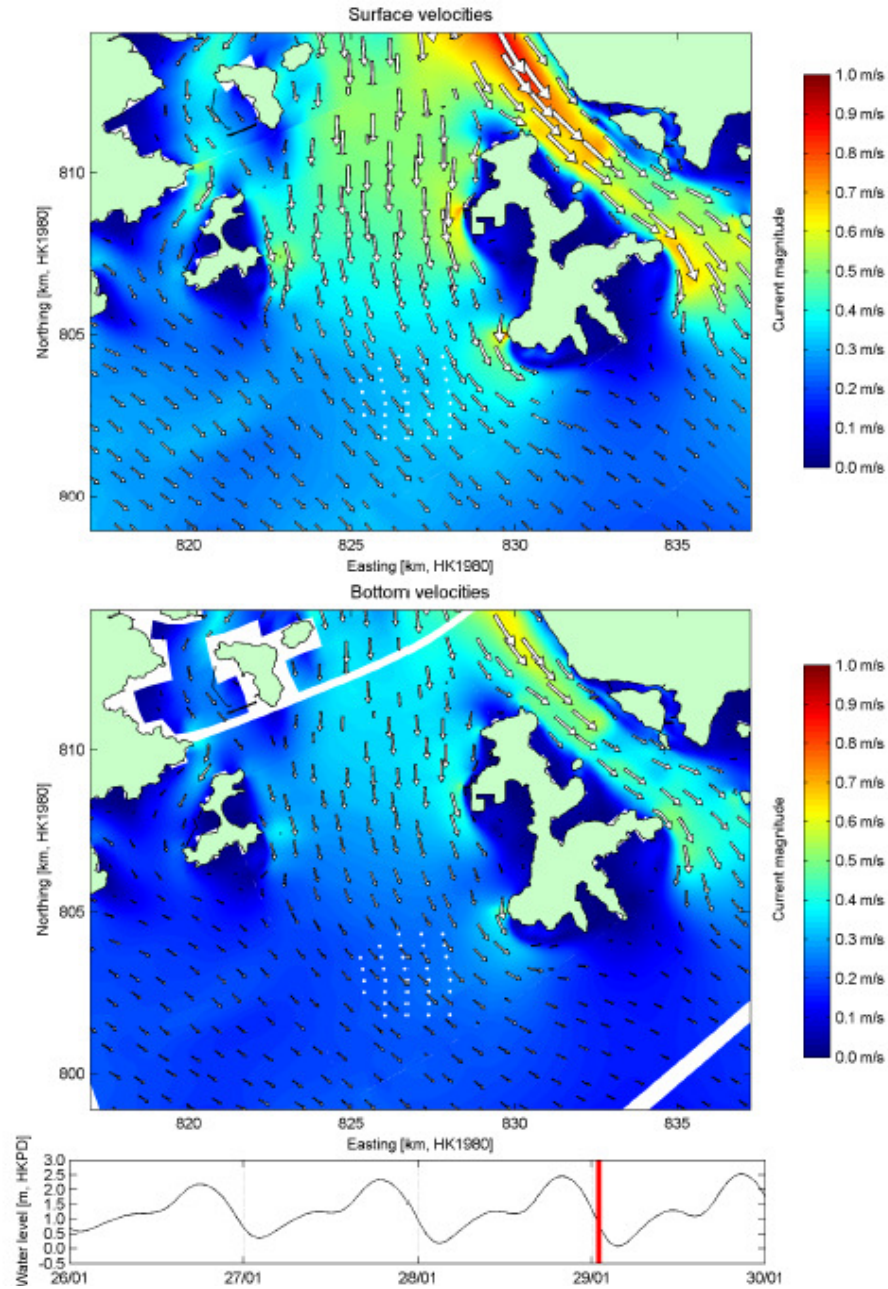 Surface velocities
1.0 m/s
0.9 m/s
0.8 m/s
0.7 m/s
0.6 m/s
0.5 m/s
0.4 m/s
0.3 m/s
0.2 m/s
0.1 m/s
0.0 m/s
Current magnitude
810
805
800
Northing [km, HK1980]
820 825 830 835
Easting [km, HK1980]
Bottom velocities
1.0 m/s
0.9 m/s
0.8 m/s
0.7 m/s
0.6 m/s
0.5 m/s
0.4 m/s
0.3 m/s
0.2 m/s
0.1 m/s
0.0 m/s
Current magnitude
810
805
800
Northing [km, HK1980]
820 825 830 835
Easting [km, HK1980]
Water level [m, HKPD]
3.0
2.5
2.0
1.5
1.0
0.5
0.0
-0.5
26/01 27/01 28/01 29/01 30/01